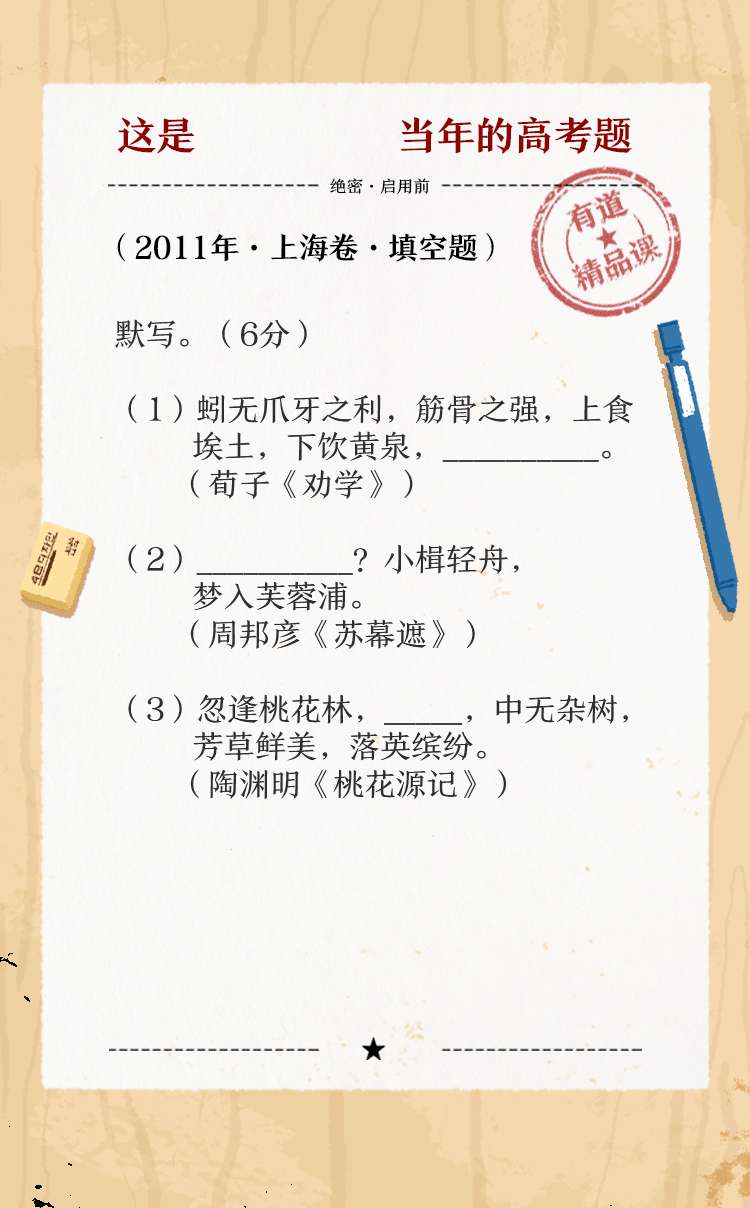 这是 当年的高考题
绝密·启用前
有道
精品课
（2011年·上海卷·填空题）
默写。（6分）
（1）蚓无爪牙之利，筋骨之强，上食
埃土，下饮黄泉，__________。
（荀子《劝学》）
（2）__________？小楫轻舟，
梦入芙蓉浦。
（周邦彦《苏幕遮》）
（3）忽逢桃花林，_____，中无杂树，
芳草鲜美，落英缤纷。
（陶渊明《桃花源记》）